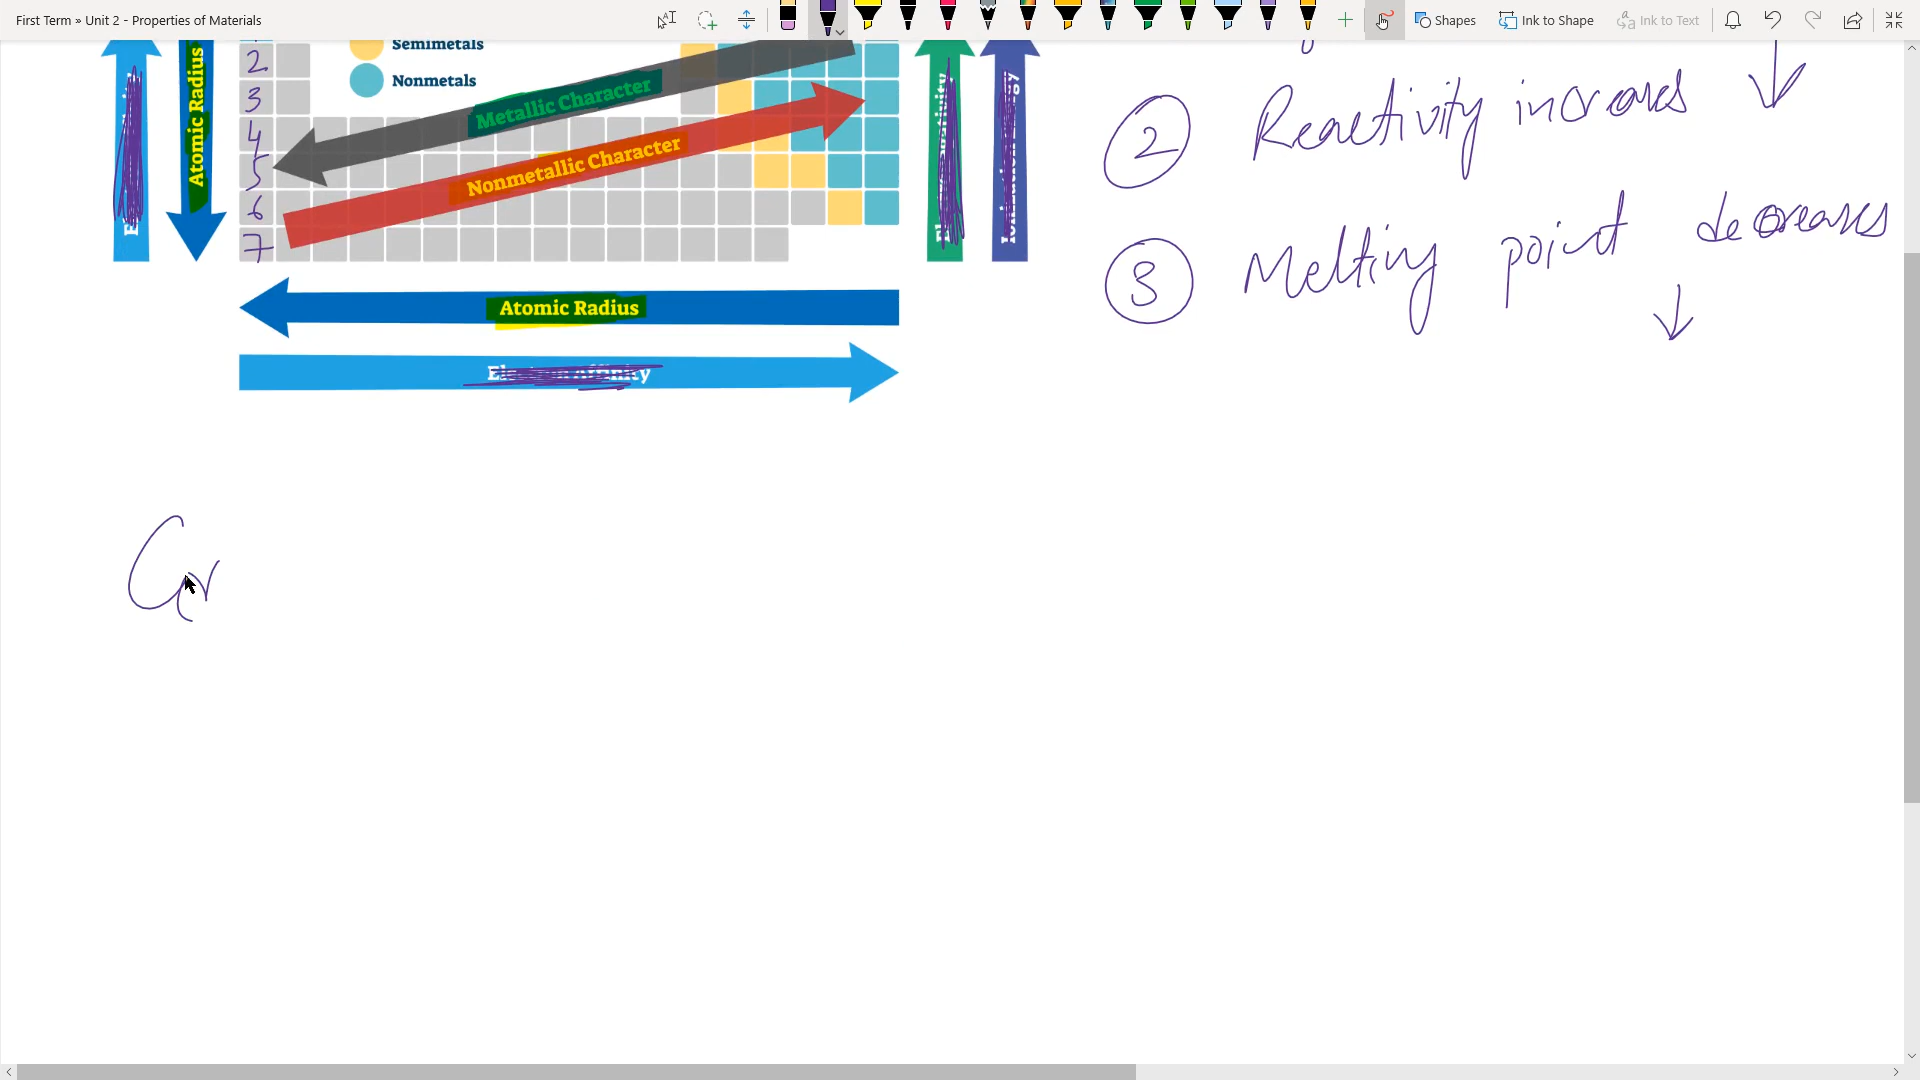 First Term » Unit 2 - Properties of Materials
Shapes
Ink to Shape
Ink to Text
Semimetals
Nonmetals
Atomic Radius
2
3
4
5
6
7
Metallic Character
Nonmetallic Character
Atomic Radius
② Reactivity increases ↓
③ Melting point decreases
↓
Gr